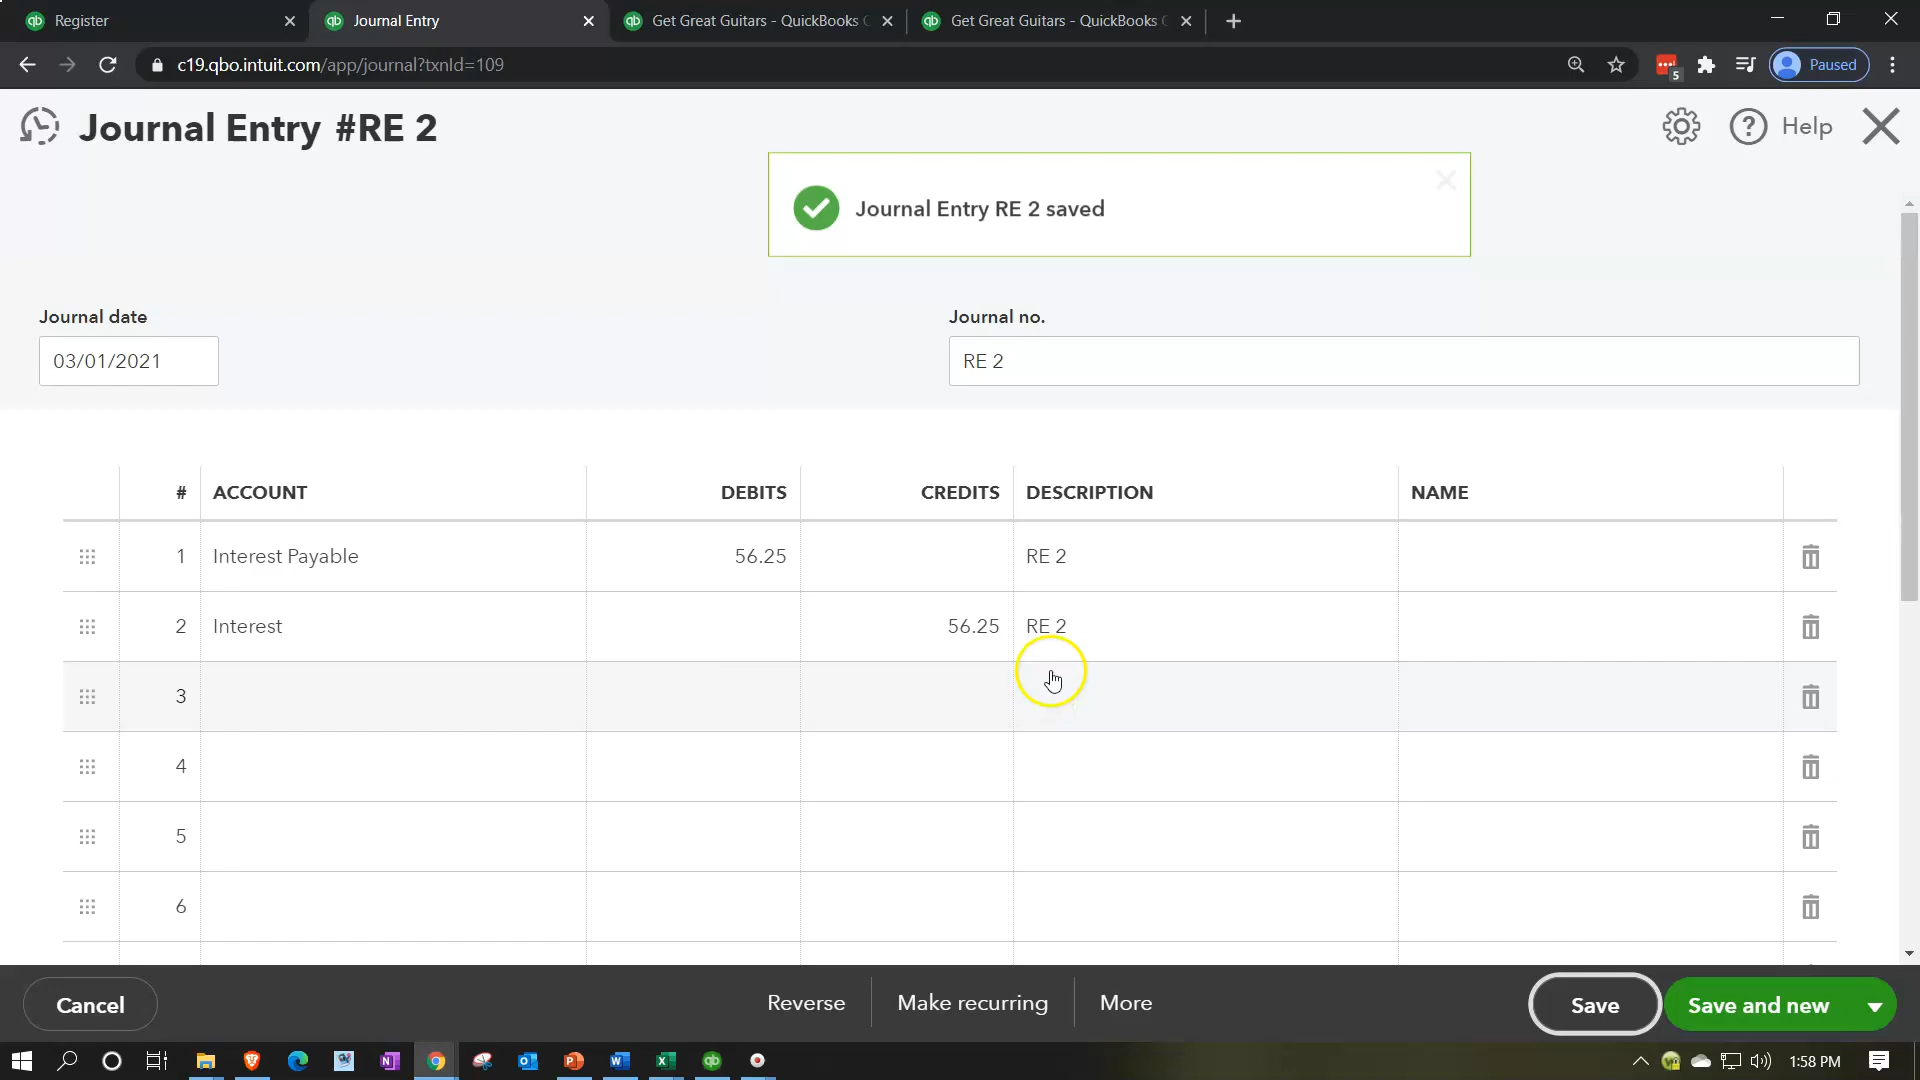 Register
Journal Entry
Get Great Guitars - QuickBooks
Get Great Guitars - QuickBooks
c19.qbo.intuit.com/app/journal?txnId=109
5
Paused
Journal Entry #RE 2
? Help
Journal Entry RE 2 saved
Journal date
Journal no.
03/01/2021
RE 2
# ACCOUNT DEBITS CREDITS DESCRIPTION NAME
1 Interest Payable 56.25 RE 2
2 Interest 56.25 RE 2
3
4
5
6
Cancel
Reverse
Make recurring
More
Save
Save and new
1:58 PM